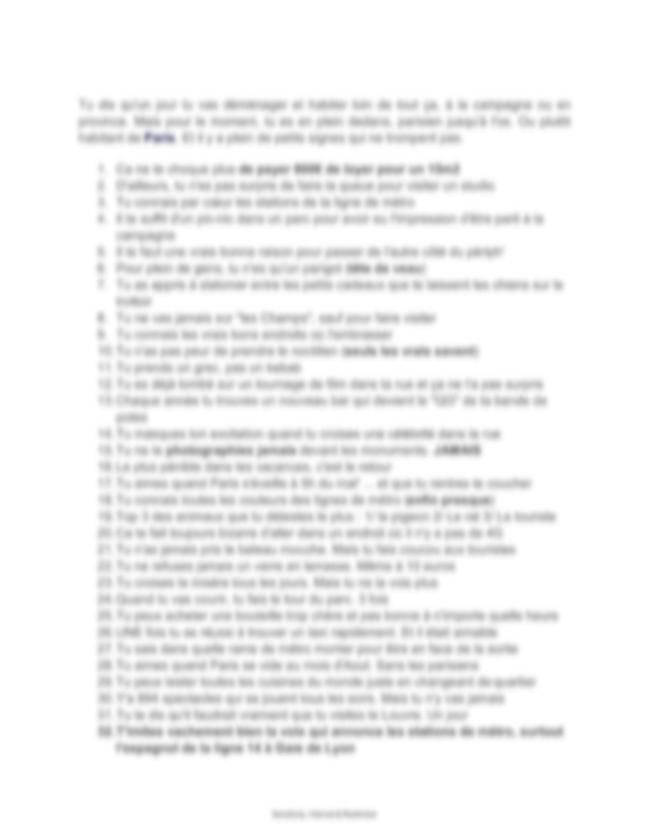 Tu dis qu'un jour tu vas déménager et habiter loin de tout ça, à la campagne ou en
province. Mais pour le moment, tu es en plein dedans, parisien jusqu'à l'os. Ou plutôt
habitant de Paris. Et il y a plein de petits signes qui ne trompent pas.
1. Ca ne te choque plus de payer 800€ de loyer pour un 15m2
2. D'ailleurs, tu n'es pas surpris de faire la queue pour visiter un studio
3. Tu connais par cœur les stations de ta ligne de métro
4. Il te suffit d'un pic-nic dans un parc pour avoir eu l'impression d'être parti à la
campagne
5. Il te faut une vraie bonne raison pour passer de l'autre côté du périph'
6. Pour plein de gens, tu n'es qu'un parigot (tête de veau)
7. Tu as appris à slalomer entre les petits cadeaux que te laissent les chiens sur le
trottoir
8. Tu ne vas jamais sur "les Champs", sauf pour faire visiter
9. Tu connais les vrais bons endroits où s'embrasser
10. Tu n'as pas peur de prendre le noctilien (seuls les vrais savent)
11. Tu prends un grec, pas un kebab
12. Tu es déjà tombé sur un tournage de film dans la rue et ça ne t'a pas surpris
13. Chaque année tu trouves un nouveau bar qui devient le "QG" de ta bande de
potes
14. Tu masques ton excitation quand tu croises une célébrité dans la rue
15. Tu ne te photographies jamais devant les monuments. JAMAIS
16. Le plus pénible dans les vacances, c'est le retour
17. Tu aimes quand Paris s'éveille à 5h du mat' ... et que tu rentres te coucher
18. Tu connais toutes les couleurs des lignes de métro (enfin presque)
19. Top 3 des animaux que tu détestes le plus : 1/ le pigeon 2/ Le rat 3/ Le touriste
20. Ca te fait toujours bizarre d'aller dans un endroit où il n'y a pas de 4G
21. Tu n'as jamais pris le bateau mouche. Mais tu fais coucou aux touristes
22. Tu ne refuses jamais un verre en terrasse. Même à 10 euros
23. Tu croises la misère tous les jours. Mais tu ne la vois plus
24. Quand tu vas courir, tu fais le tour du parc. 3 fois
25. Tu peux acheter une bouteille trop chère et pas bonne à n'importe quelle heure
26. UNE fois tu as réussi à trouver un taxi rapidement. Et il était aimable
27. Tu sais dans quelle rame de métro monter pour être en face de la sortie
28. Tu aimes quand Paris se vide au mois d'Aout. Sans les parisiens
29. Tu peux tester toutes les cuisines du monde juste en changeant de quartier
30. Y'a 884 spectacles qui se jouent tous les soirs. Mais tu n'y vas jamais
31. Tu te dis qu'il faudrait vraiment que tu visites le Louvre. Un jour
32. T'imites vachement bien la voix qui annonce les stations de métro, surtout
l'espagnol de la ligne 14 à Gare de Lyon